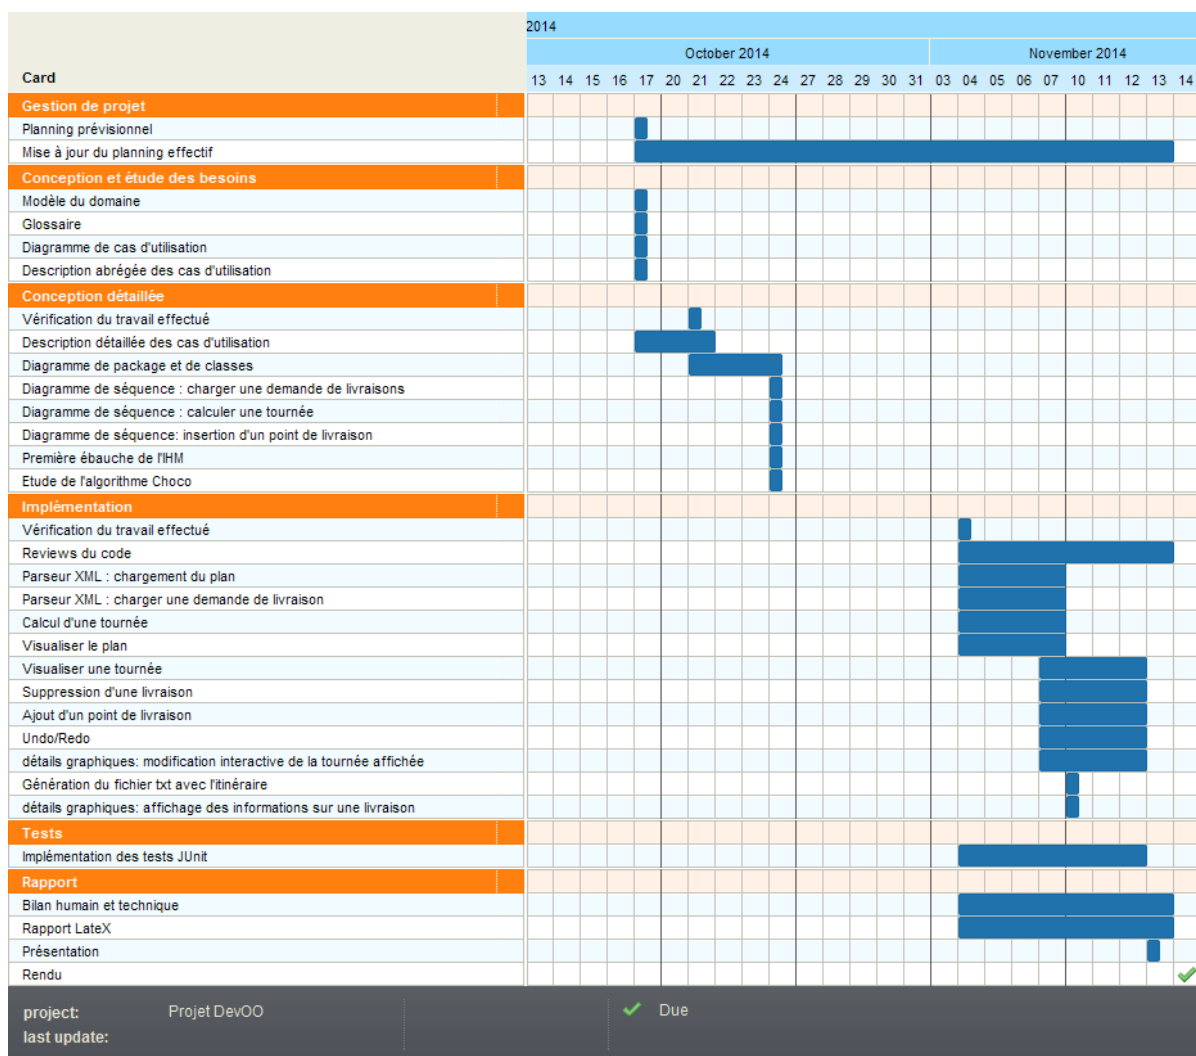 2014
October 2014 November 2014
Card 13 14 15 16 17 20 21 22 23 24 27 28 29 30 31 03 04 05 06 07 10 11 12 13 14
Gestion de projet
Planning prévisionnel
Mise à jour du planning effectif
Conception et étude des besoins
Modèle du domaine
Glossaire
Diagramme de cas d'utilisation
Description abrégée des cas d'utilisation
Conception détaillée
Vérification du travail effectué
Description détaillée des cas d'utilisation
Diagramme de package et de classes
Diagramme de séquence : charger une demande de livraisons
Diagramme de séquence : calculer une tournée
Diagramme de séquence: insertion d'un point de livraison
Première ébauche de l'IHM
Etude de l'algorithme Choco
Implémentation
Vérification du travail effectué
Reviews du code
Parseur XML : chargement du plan
Parseur XML : charger une demande de livraison
Calcul d'une tournée
Visualiser le plan
Visualiser une tournée
Suppression d'une livraison
Ajout d'un point de livraison
Undo/Redo
détails graphiques: modification interactive de la tournée affichée
Génération du fichier txt avec l'itinéraire
détails graphiques: affichage des informations sur une livraison
Tests
Implémentation des tests JUnit
Rapport
Bilan humain et technique
Rapport LateX
Présentation
Rendu
project: Projet DevOO Due
last update: